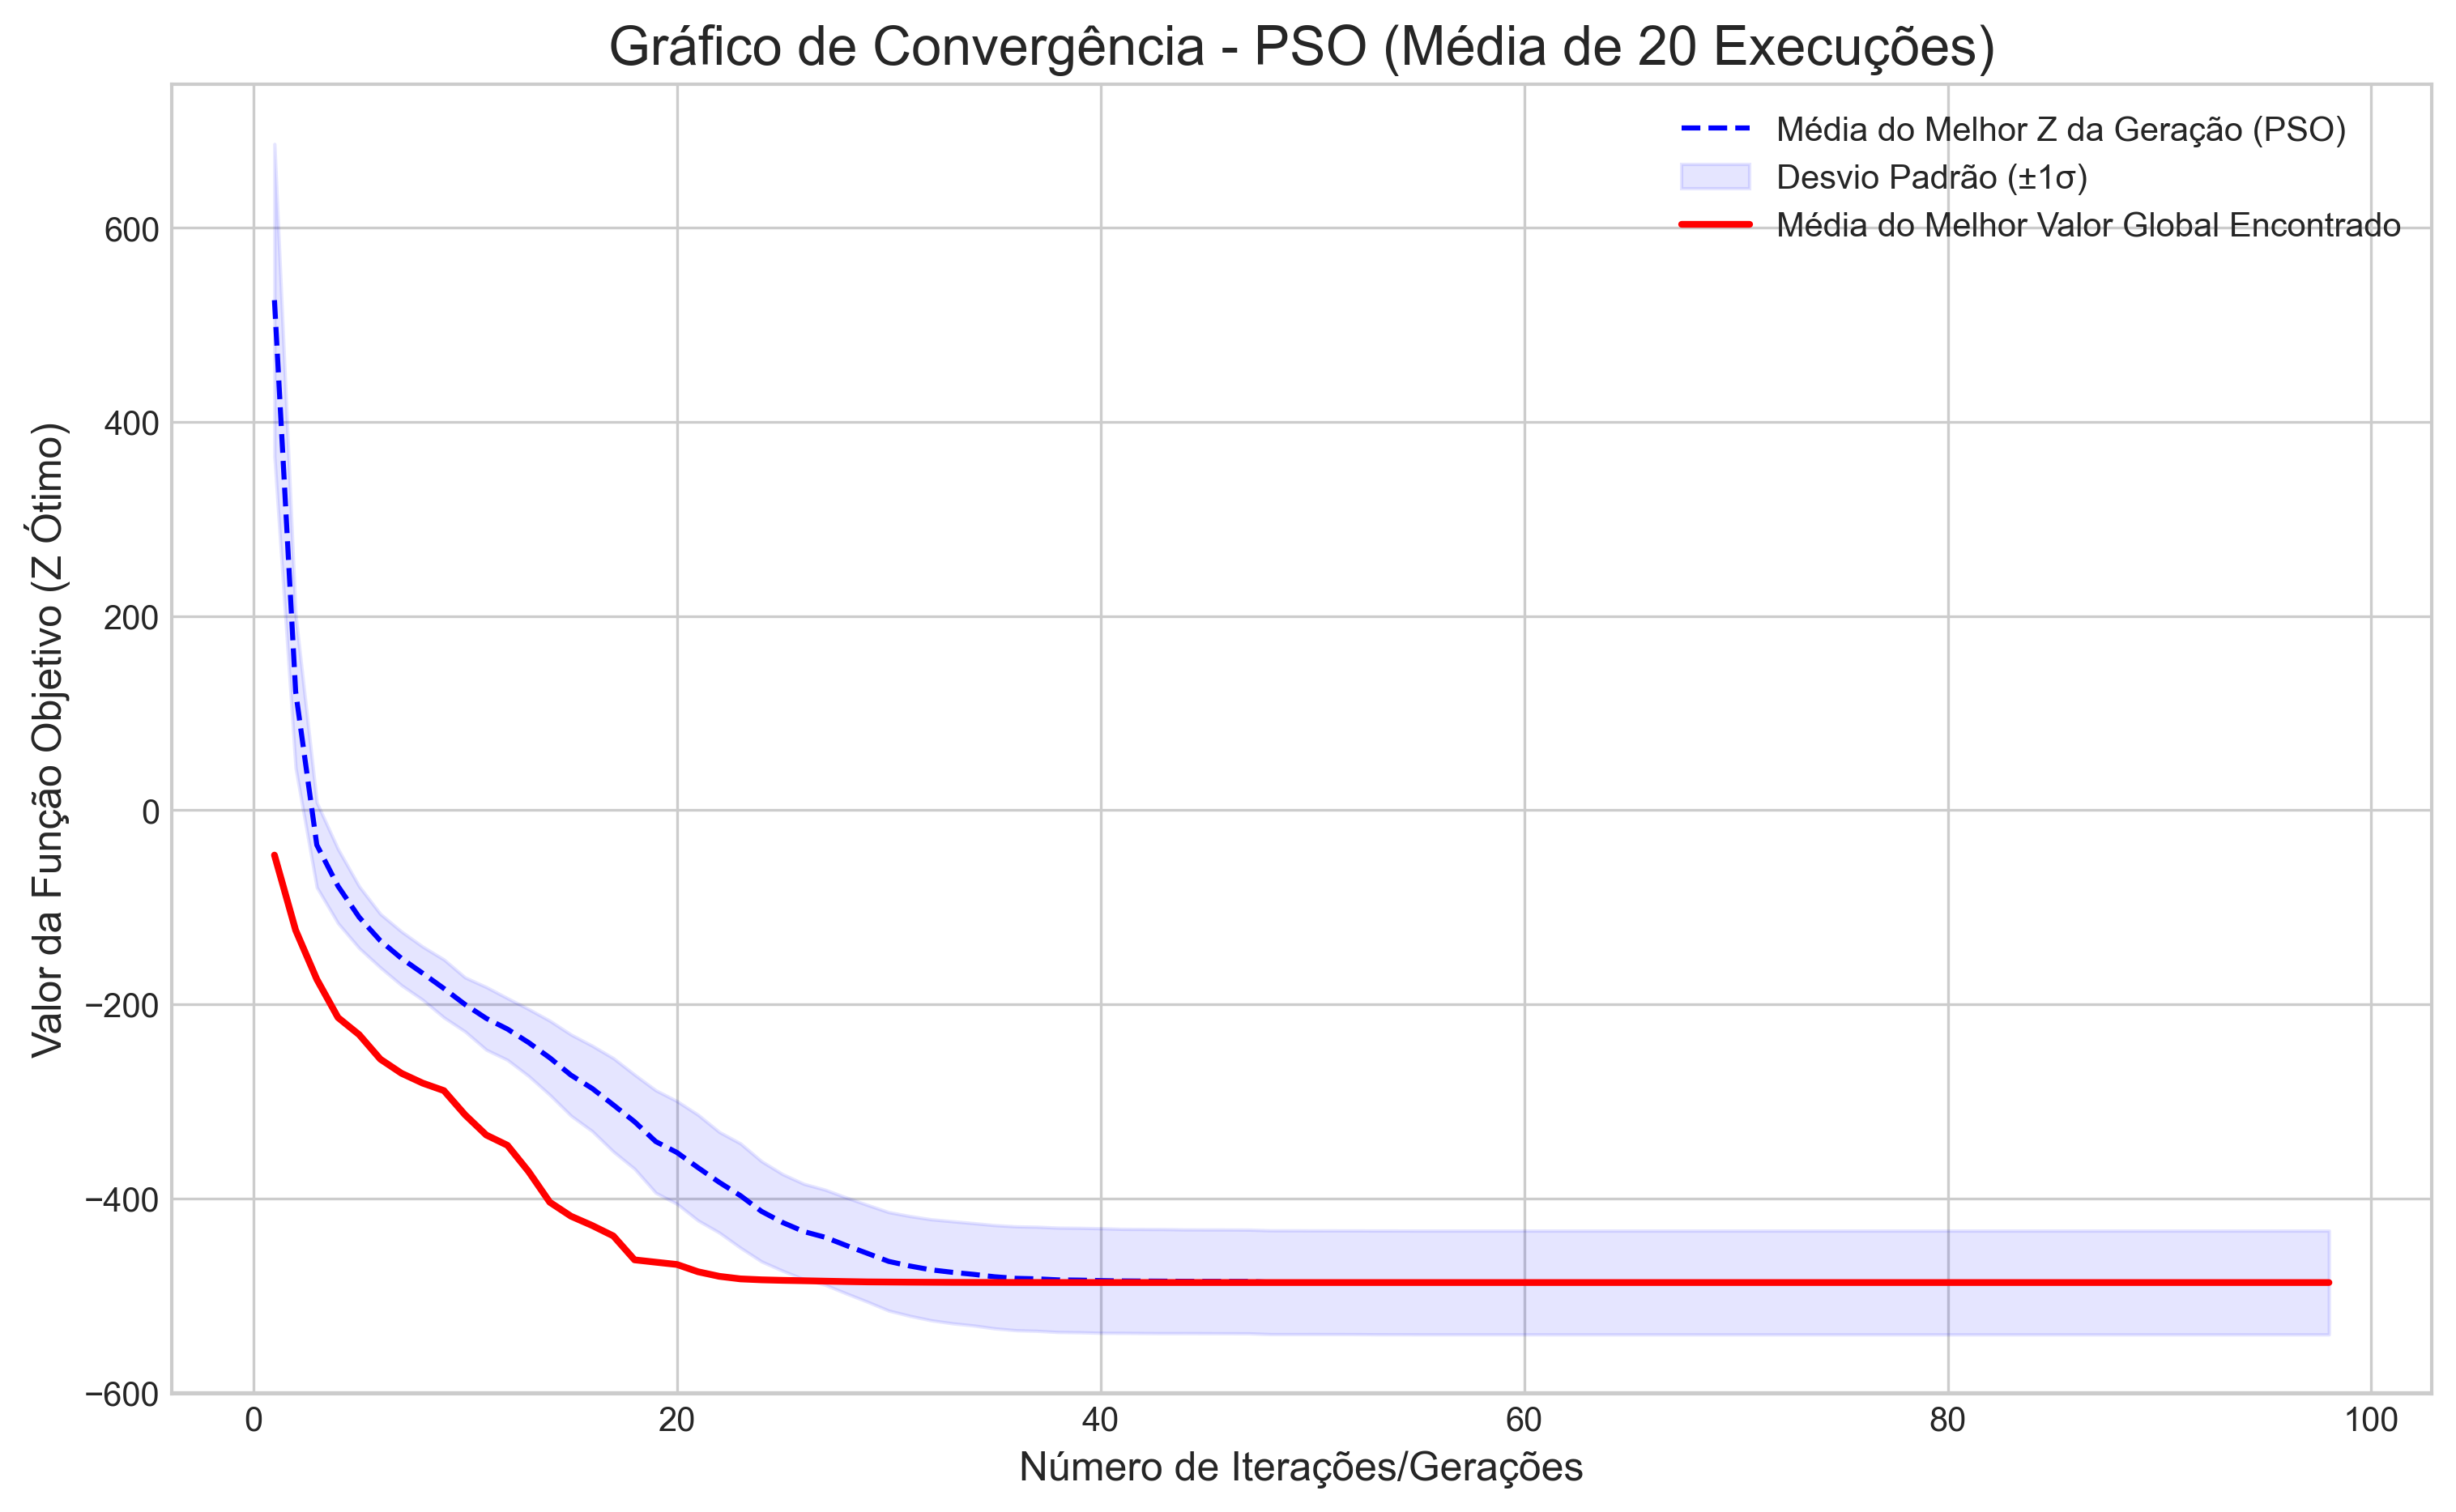 Gráfico de Convergência - PSO (Média de 20 Execuções)
Média do Melhor Z da Geração (PSO)
Desvio Padrão (±1σ)
Média do Melhor Valor Global Encontrado
Valor da Função Objetivo (Z Ótimo)
600
400
200
0
−200
−400
−600
0 20 40 60 80 100
Número de Iterações/Gerações